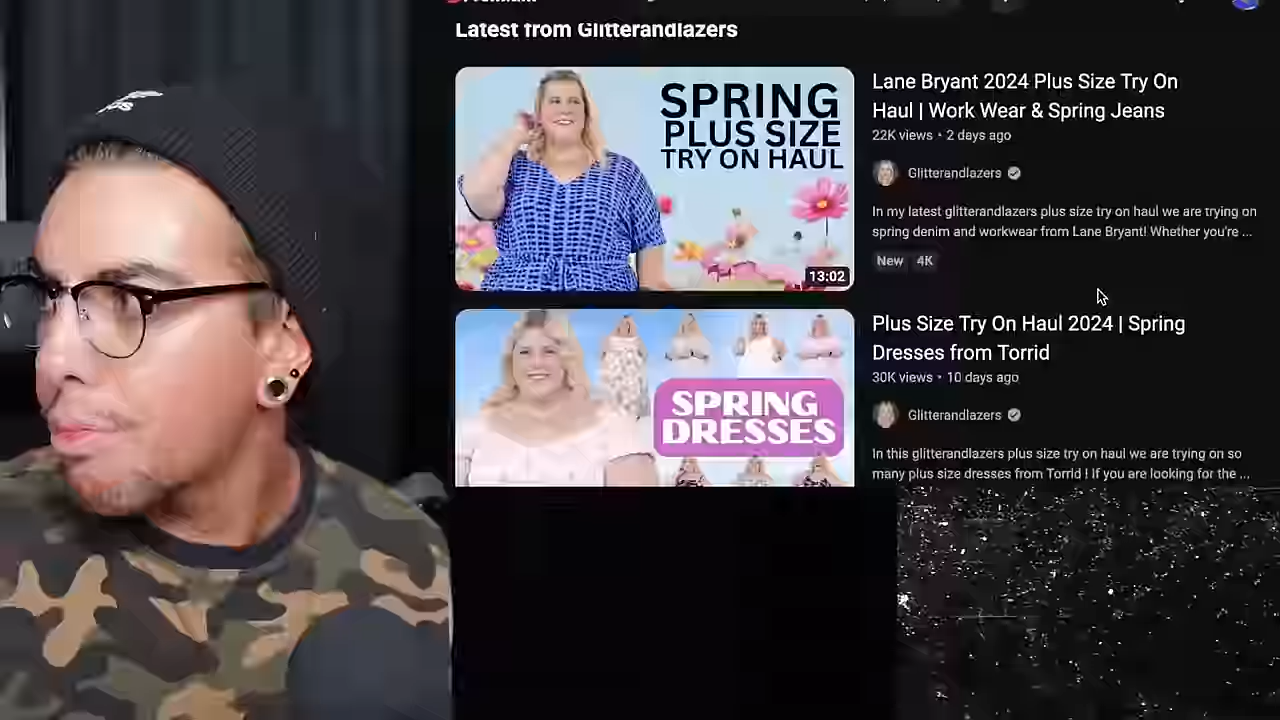 Latest from Glitterandlazers
SPRING
PLUS SIZE
TRY ON HAUL
13:02
Lane Bryant 2024 Plus Size Try On
Haul | Work Wear & Spring Jeans
22K views • 2 days ago
Glitterandlazers
In my latest glitterandlazers plus size try on haul we are trying on
spring denim and workwear from Lane Bryant! Whether you're ...
New 4K
SPRING
DRESSES
Plus Size Try On Haul 2024 | Spring
Dresses from Torrid
30K views • 10 days ago
Glitterandlazers
In this glitterandlazers plus size try on haul we are trying on so
many plus size dresses from Torrid ! If you are looking for the ...